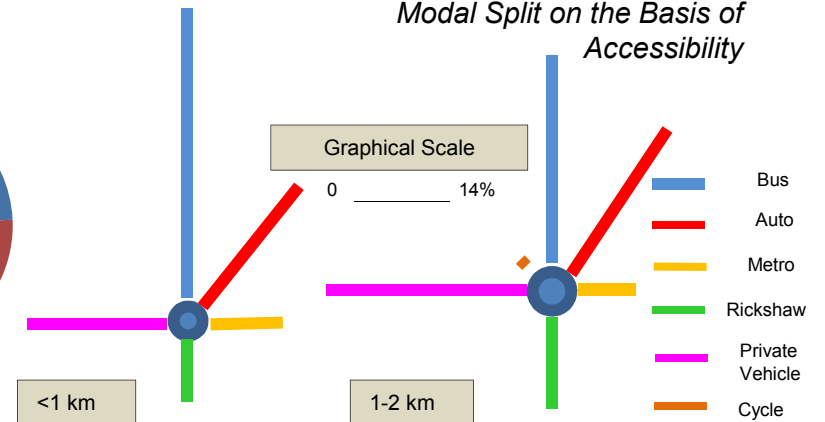 Modal Split on the Basis of
Accessibility
Graphical Scale
0 14%
Bus
Auto
Metro
Rickshaw
Private
Vehicle
Cycle
<1 km
1-2 km